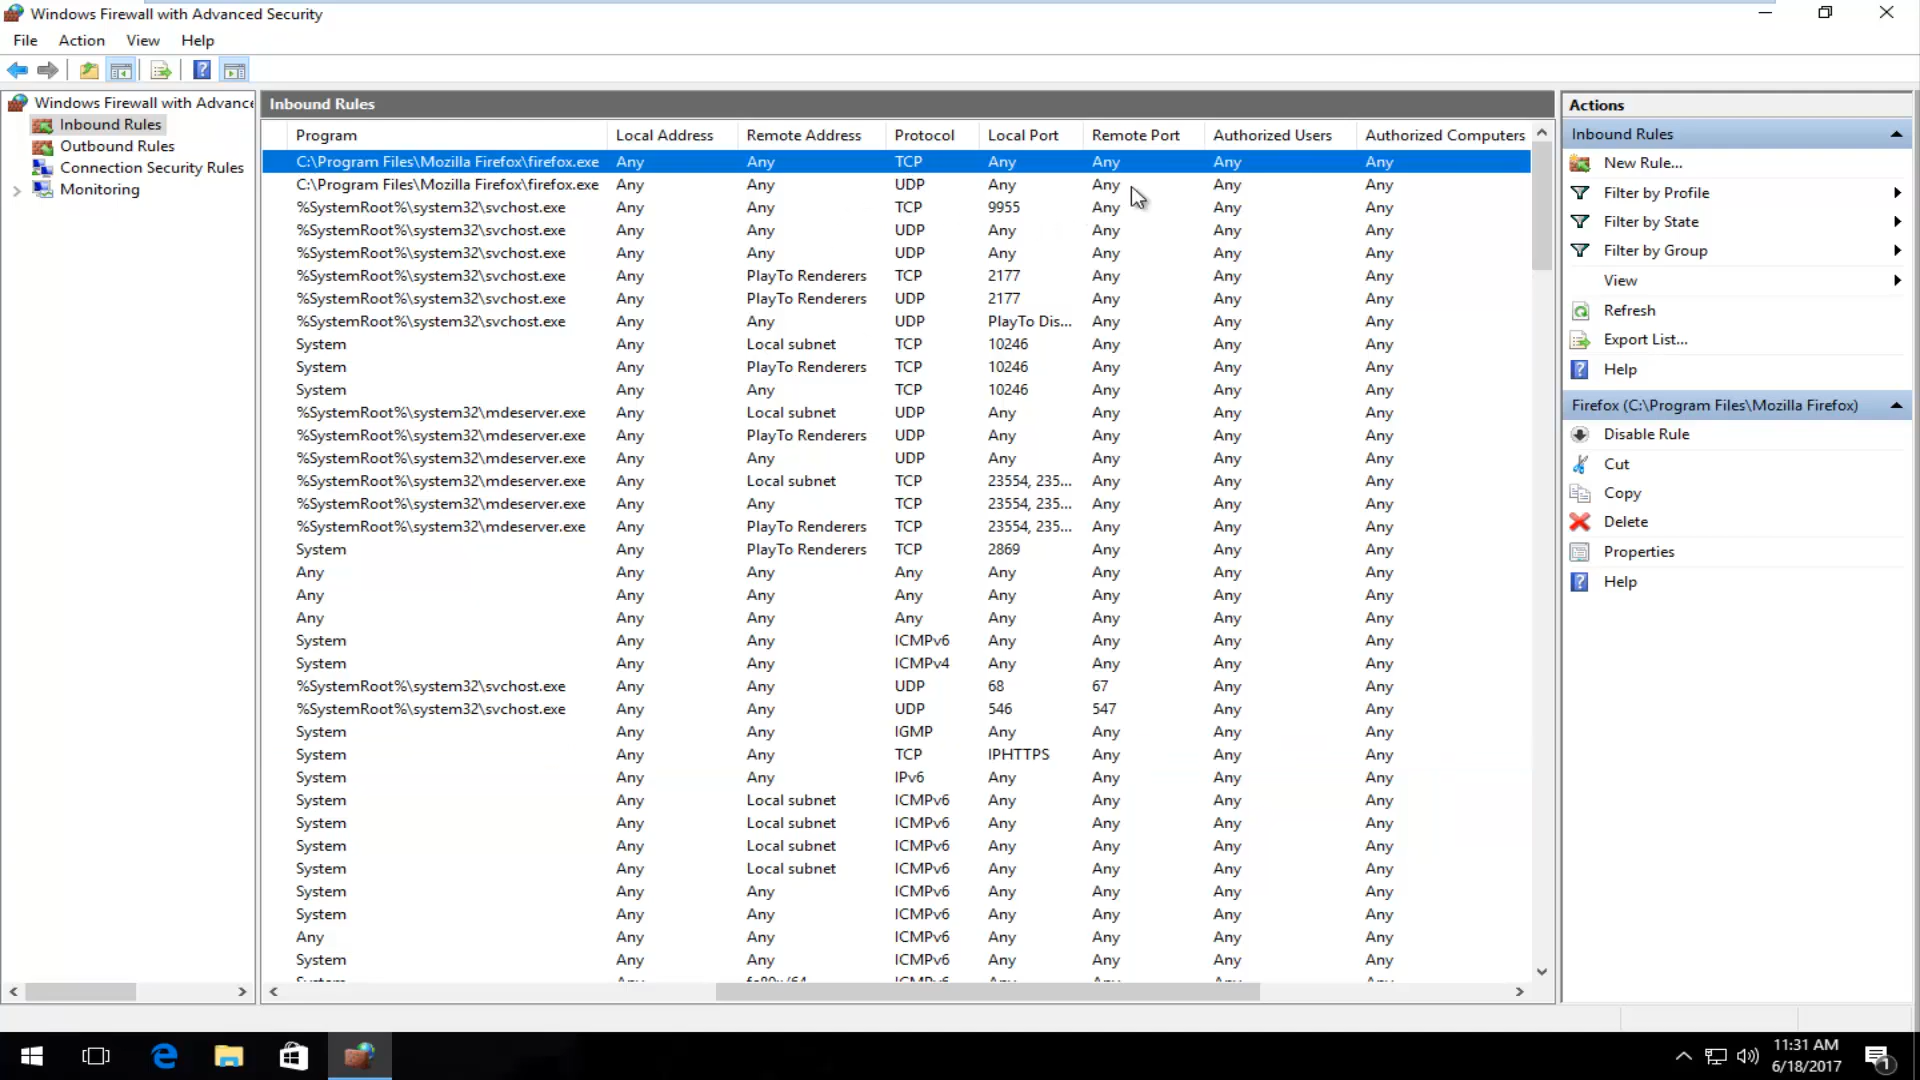 Windows Firewall with Advanced Security
File Action View Help
Windows Firewall with Advance
Inbound Rules
Outbound Rules
Connection Security Rules
Monitoring
Inbound Rules
Program Local Address Remote Address Protocol Local Port Remote Port Authorized Users Authorized Computers
C:\Program Files\Mozilla Firefox\firefox.exe Any Any TCP Any Any Any Any
C:\Program Files\Mozilla Firefox\firefox.exe Any Any UDP Any Any Any Any
%SystemRoot%\system32\svchost.exe Any Any TCP 9955 Any Any Any
%SystemRoot%\system32\svchost.exe Any Any UDP Any Any Any Any
%SystemRoot%\system32\svchost.exe Any Any UDP Any Any Any Any
%SystemRoot%\system32\svchost.exe Any PlayTo Renderers TCP 2177 Any Any Any
%SystemRoot%\system32\svchost.exe Any PlayTo Renderers UDP 2177 Any Any Any
%SystemRoot%\system32\svchost.exe Any Any UDP PlayTo Dis... Any Any Any
System Any Local subnet TCP 10246 Any Any Any
System Any PlayTo Renderers TCP 10246 Any Any Any
System Any Any TCP 10246 Any Any Any
%SystemRoot%\system32\mdeserver.exe Any Local subnet UDP Any Any Any Any
%SystemRoot%\system32\mdeserver.exe Any PlayTo Renderers UDP Any Any Any Any
%SystemRoot%\system32\mdeserver.exe Any Any UDP Any Any Any Any
%SystemRoot%\system32\mdeserver.exe Any Local subnet TCP 23554, 235... Any Any Any
%SystemRoot%\system32\mdeserver.exe Any Any TCP 23554, 235... Any Any Any
%SystemRoot%\system32\mdeserver.exe Any PlayTo Renderers TCP 23554, 235... Any Any Any
System Any PlayTo Renderers TCP 2869 Any Any Any
Any Any Any Any Any Any Any Any
Any Any Any Any Any Any Any Any
Any Any Any Any Any Any Any Any
System Any Any ICMPv6 Any Any Any Any
System Any Any ICMPv4 Any Any Any Any
%SystemRoot%\system32\svchost.exe Any Any UDP 68 67 Any Any
%SystemRoot%\system32\svchost.exe Any Any UDP 546 547 Any Any
System Any Any IGMP Any Any Any Any
System Any Any TCP IPHTTPS Any Any Any
System Any Any IPv6 Any Any Any Any
System Any Local subnet ICMPv6 Any Any Any Any
System Any Local subnet ICMPv6 Any Any Any Any
System Any Local subnet ICMPv6 Any Any Any Any
System Any Local subnet ICMPv6 Any Any Any Any
System Any Any ICMPv6 Any Any Any Any
System Any Any ICMPv6 Any Any Any Any
Any Any Any ICMPv6 Any Any Any Any
System Any Any ICMPv6 Any Any Any Any
Actions
Inbound Rules
New Rule...
Filter by Profile
Filter by State
Filter by Group
View
Refresh
Export List...
Help
Firefox (C:\Program Files\Mozilla Firefox)
Disable Rule
Cut
Copy
Delete
Properties
Help
11:31 AM
6/18/2017
1